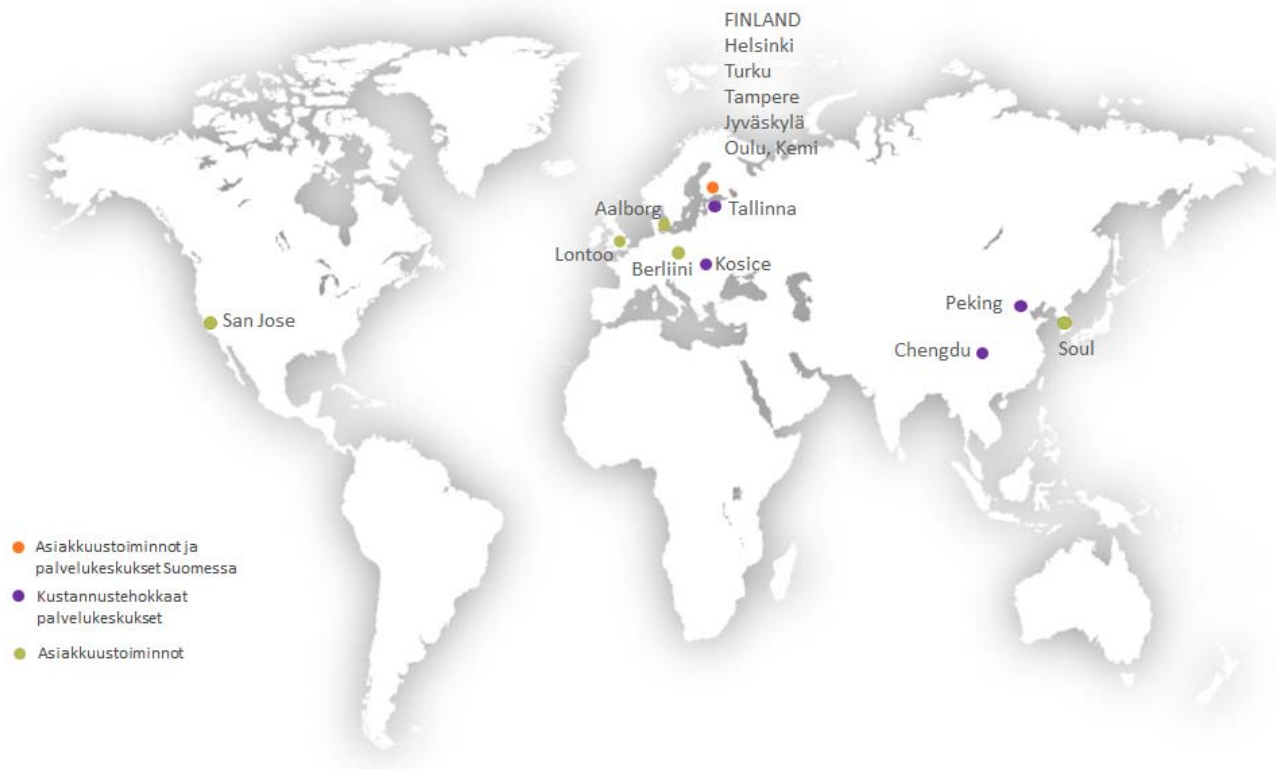 FINLAND
Helsinki
Turku
Tampere
Jyväskylä
Oulu, Kemi
Aalborg
Tallinna
Lontoo
Berliini
Kosice
San Jose
Peking
Chengdu
Soul
Asiakkuustoiminnot ja
palvelukeskukset Suomessa
Kustannustehokkaat
palvelukeskukset
Asiakkuustoiminnot